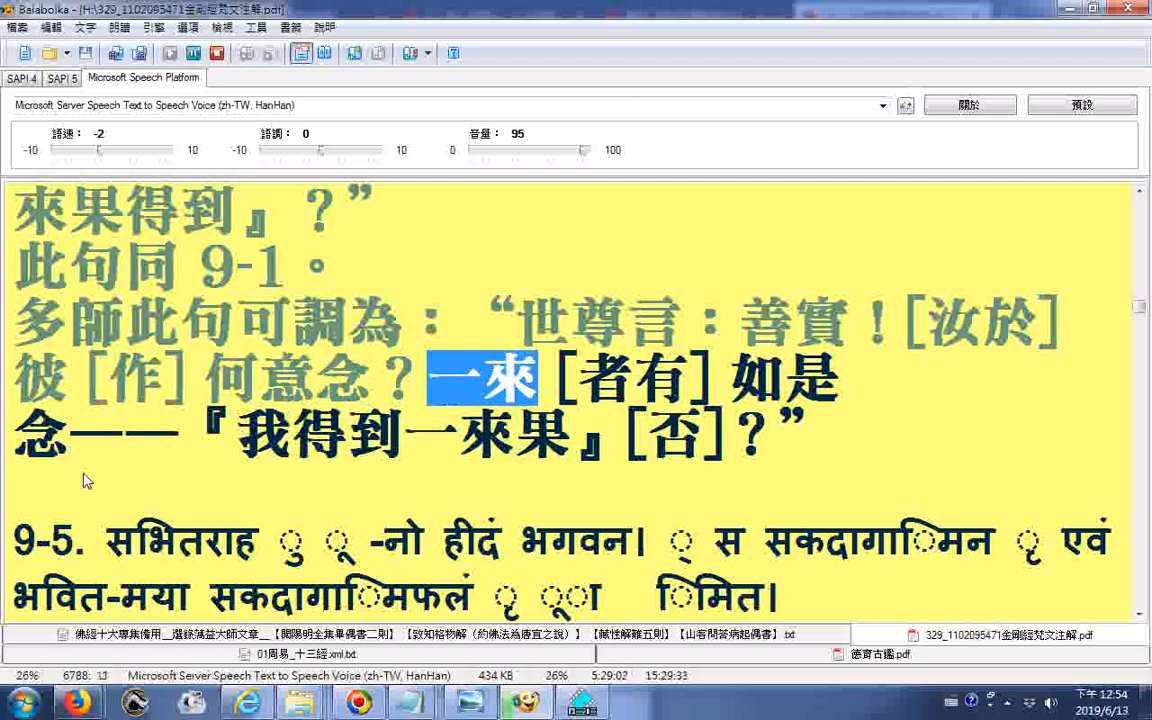 Balabolka - [H:\329_1102095471金剛經梵文注解.pdf]
檔案 編輯 文字 朗讀 引擎 選項 檢視 工具 書籤 說明
SAPI 4 SAPI 5 Microsoft Speech Platform
Microsoft Server Speech Text to Speech Voice (zh-TW, HanHan) 關於 預設
語速： -2 語調： 0 音量： 95
-10 10 -10 10 0 100
來果得到』？”
此句同 9-1。
多師此句可調為：“世尊言：善實！[汝於]
彼 [作] 何意念？一來 [者有] 如是
念——『我得到一來果』[否]？”
9-5. सभितराह ु ू -नो हीदं भगवन। ् स सकदागािमन ृ एवं
भवित-मया सकदागािमफलं ृ ूा िमित।
佛經十大專集備用__選錄蕅益大師文章__【閱陽明全集畢偶書二則】【致知格物解（約佛法為唐宜之說）】【馘性解難五則】【山客問答病起偶書】.txt 329_1102095471金剛經梵文注解.pdf
01周易_十三經.xml.txt 德育古鑑.pdf
26% 6788: 13 Microsoft Server Speech Text to Speech Voice (zh-TW, HanHan) 434 KB 26% 5:29:02 15:29:33
下午 12:54
2019/6/13